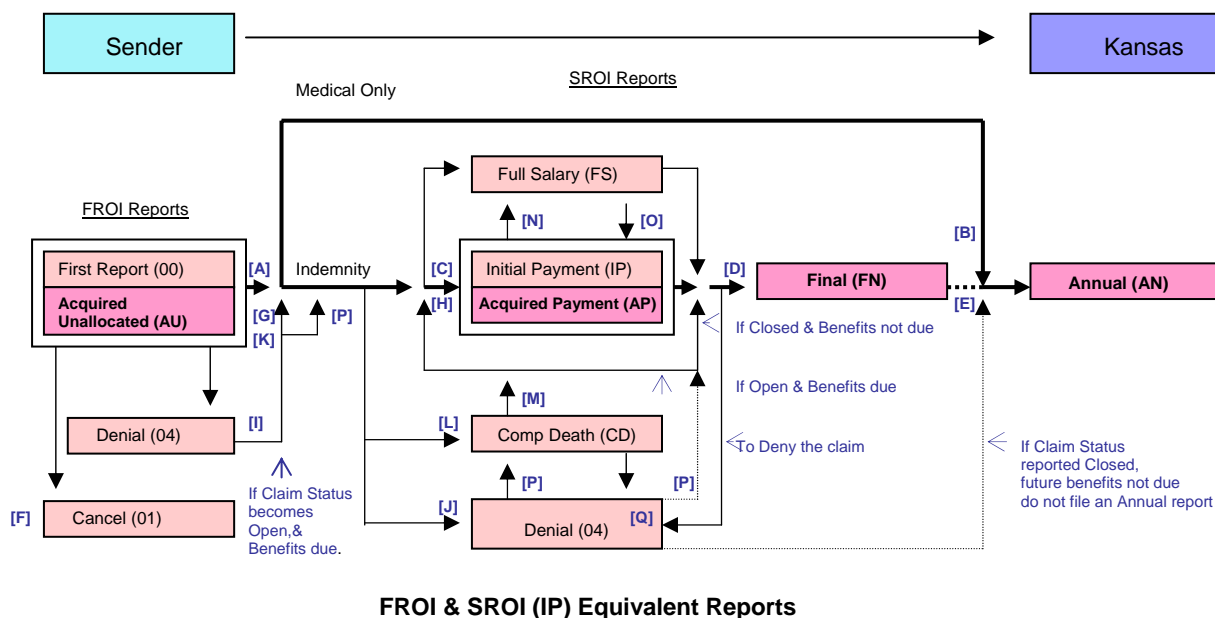 Sender
Kansas
SROI Reports
Medical Only
Full Salary (FS)
FROI Reports
[N]
[O]
[B]
First Report (00)
[A]
Indemnity
[C]
Initial Payment (IP)
[D]
Final (FN)
Annual (AN)
Acquired
Unallocated (AU)
[G]
[P]
[H]
Acquired Payment (AP)
[E]
[K]
If Closed & Benefits not due
If Open & Benefits due
[M]
Denial (04)
[I]
[L]
Comp Death (CD)
To Deny the claim
If Claim Status
reported Closed,
future benefits not due
do not file an Annual report
[P]
[P]
If Claim Status
becomes
Open,&
Benefits due.
[F]
Cancel (01)
[J]
Denial (04)
[Q]
FROI & SROI (IP) Equivalent Reports